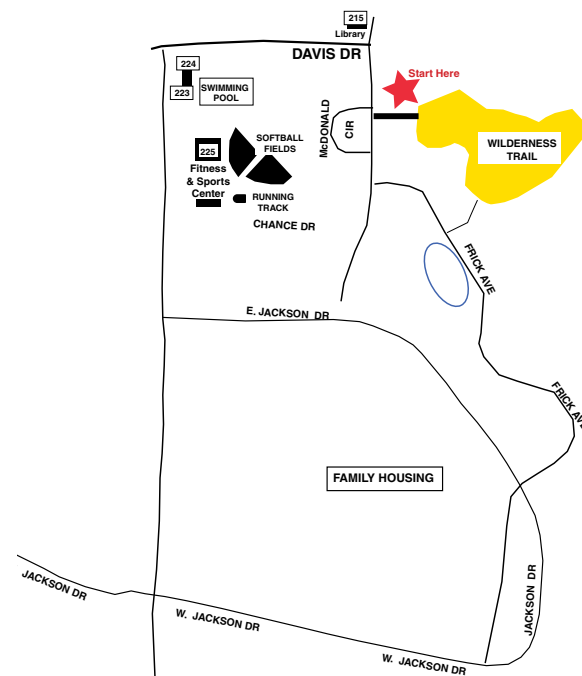 215
Library
DAVIS DR
224
223
SWIMMING
POOL
Start Here
McDONALD
CIR
WILDERNESS
TRAIL
SOFTBALL
FIELDS
225
Fitness
& Sports
Center
RUNNING
TRACK
CHANCE DR
FRICK AVE
E. JACKSON DR
FRICK AVE
FAMILY HOUSING
JACKSON DR
JACKSON DR
W. JACKSON DR
W. JACKSON DR